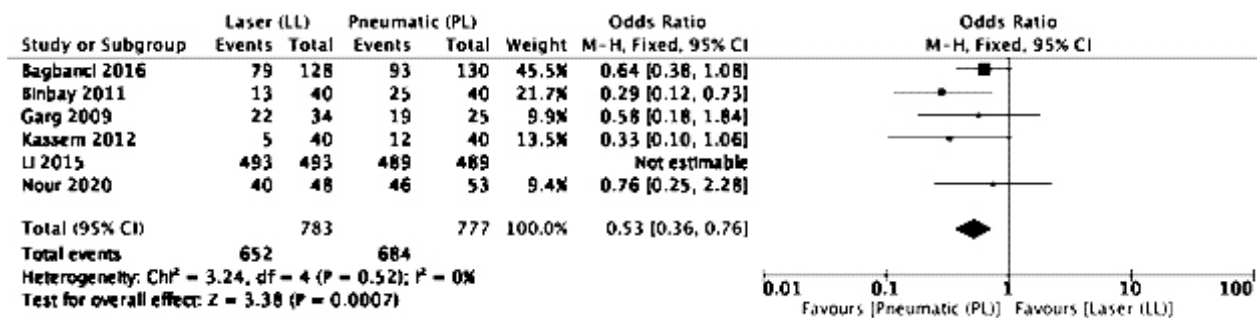 Laser (LL) Pneumatic (PL) Odds Ratio Odds Ratio
Study or Subgroup Events Total Events Total Weight M-H, Fixed, 95% CI M-H, Fixed, 95% CI
Bagbanci 2016 79 128 93 130 45.5% 0.64 [0.38, 1.08]
Binbay 2011 13 40 25 40 21.7% 0.29 [0.12, 0.73]
Garg 2009 22 34 19 25 9.9% 0.58 [0.18, 1.84]
Kassem 2012 5 40 12 40 13.5% 0.33 [0.10, 1.06]
LI 2015 493 493 489 489 Not estimable
Nour 2020 40 48 46 53 9.4% 0.76 [0.25, 2.28]
Total (95% CI) 783 777 100.0% 0.53 [0.36, 0.76]
Total events 652 684
Heterogeneity: Chi² = 3.24, df = 4 (P = 0.52); I² = 0%
Test for overall effect: Z = 3.38 (P = 0.0007)
0.01 0.1 1 10 100
Favours [Pneumatic (PL)] Favours [Laser (LL)]